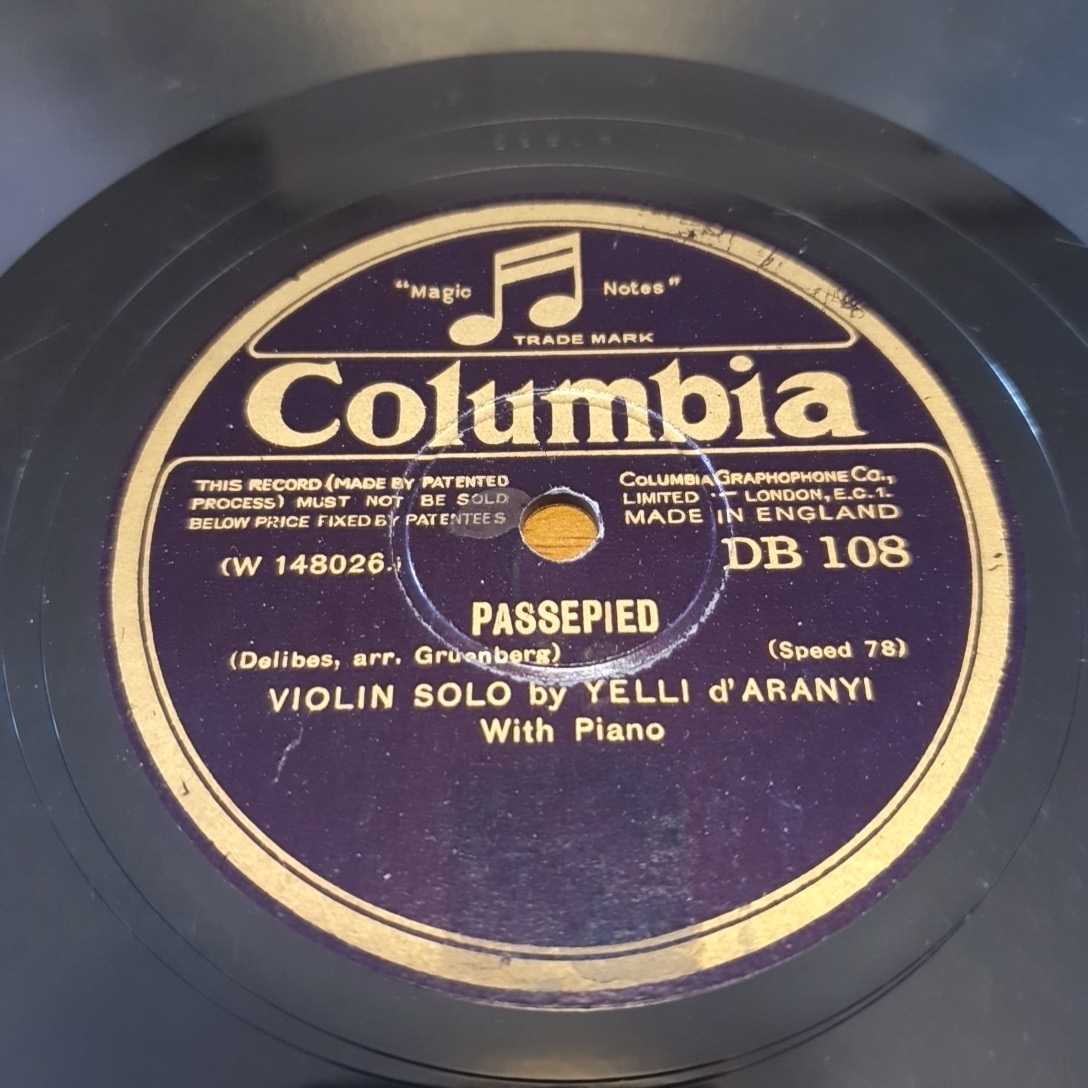 "Magic Notes"
TRADE MARK
Columbia
THIS RECORD (MADE BY PATENTED
PROCESS) MUST NOT BE SOLD
BELOW PRICE FIXED BY PATENTEES
COLUMBIA GRAPHOPHONE CO.,
LIMITED – LONDON, E.C.1.
MADE IN ENGLAND
(W 148026.)
DB 108
PASSEPIED
(Delibes, arr. Gruenberg)
(Speed 78)
VIOLIN SOLO by YELLI d'ARANYI
With Piano